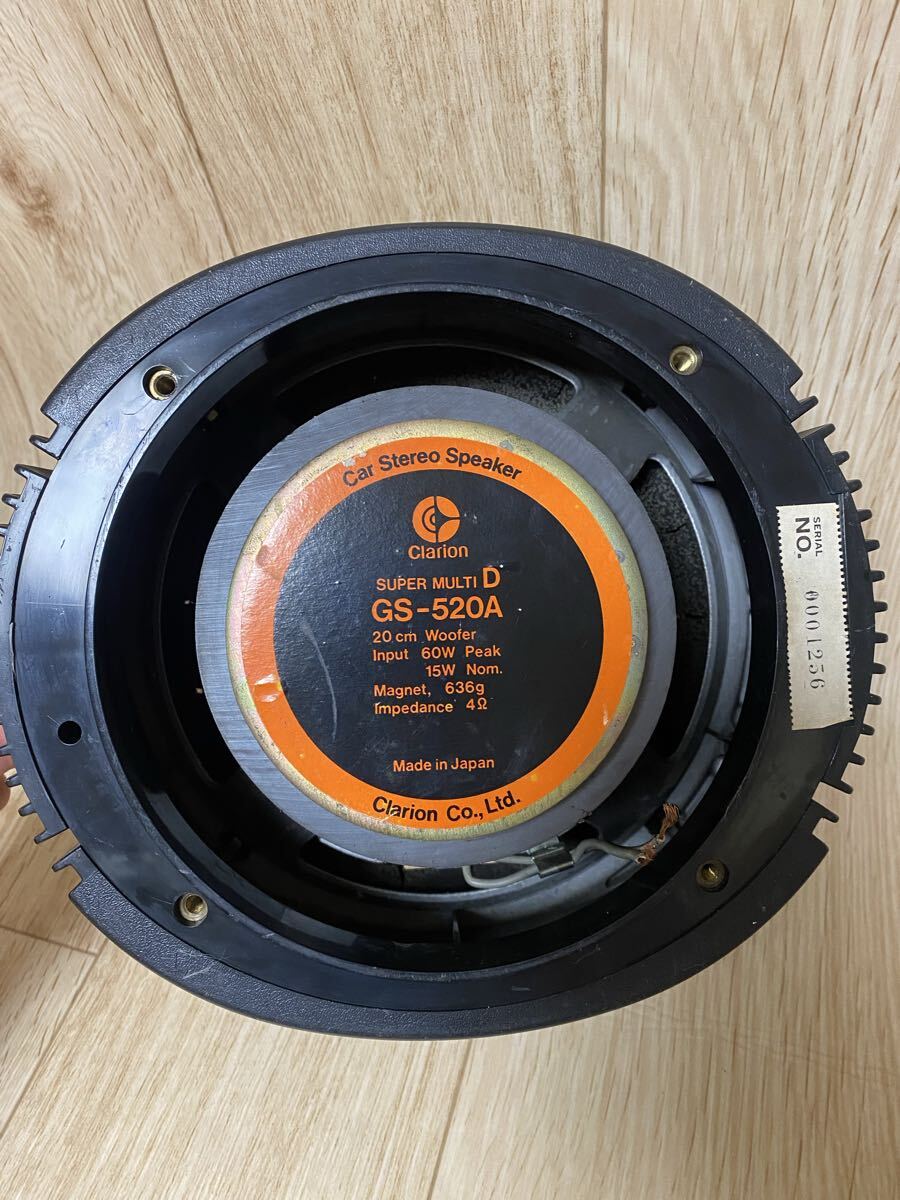 Car Stereo Speaker
Clarion
SUPER MULTI D
GS-520A
20 cm Woofer
Input 60W Peak
15W Nom.
Magnet, 636g
Impedance 4Ω
Made in Japan
Clarion Co., Ltd.
SERIAL
NO. 0001256